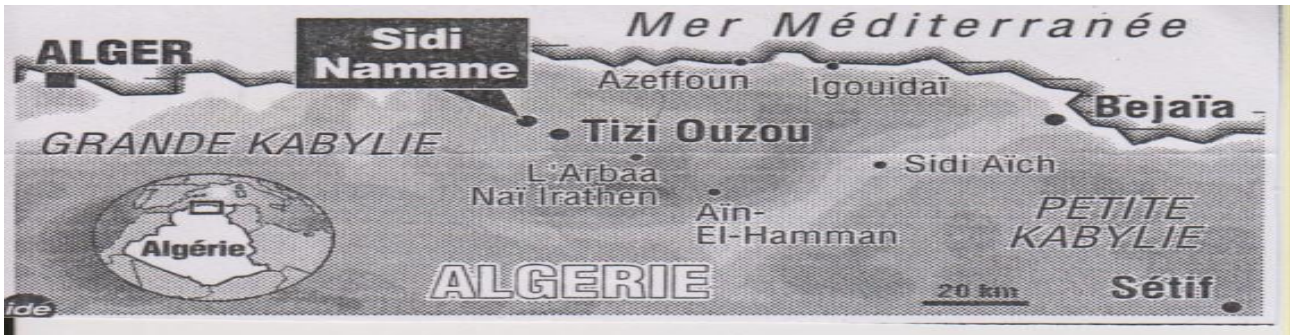 Mer Méditerranée
ALGER
Sidi
Namane
Azeffoun
Igouidaï
Bejaïa
GRANDE KABYLIE
Tizi Ouzou
L'Arbaa
Naï Irathen
Sidi Aïch
Aïn-
El-Hamman
PETITE
KABYLIE
Algérie
ALGERIE
20 km
Sétif
ide